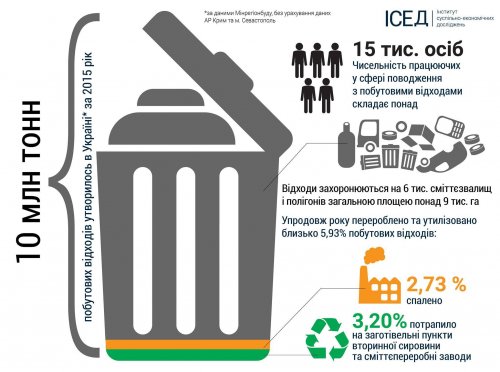 *за даними Мінрегіонбуду, без урахування даних
АР Крим та м. Севастополь
ІСЕД
Інститут
суспільно-економічних
досліджень
10 МЛН ТОНН
побутових відходів утворилось в Україні* за 2015 рік
15 тис. осіб
Чисельність працюючих
у сфері поводження
з побутовими відходами
складає понад
Відходи захоронюються на 6 тис. сміттєзвалищ
і полігонів загальною площею понад 9 тис. га
Упродовж року перероблено та утилізовано
близько 5,93% побутових відходів:
2,73 %
спалено
3,20% потрапило
на заготівельні пункти
вторинної сировини
та сміттєпереробні заводи